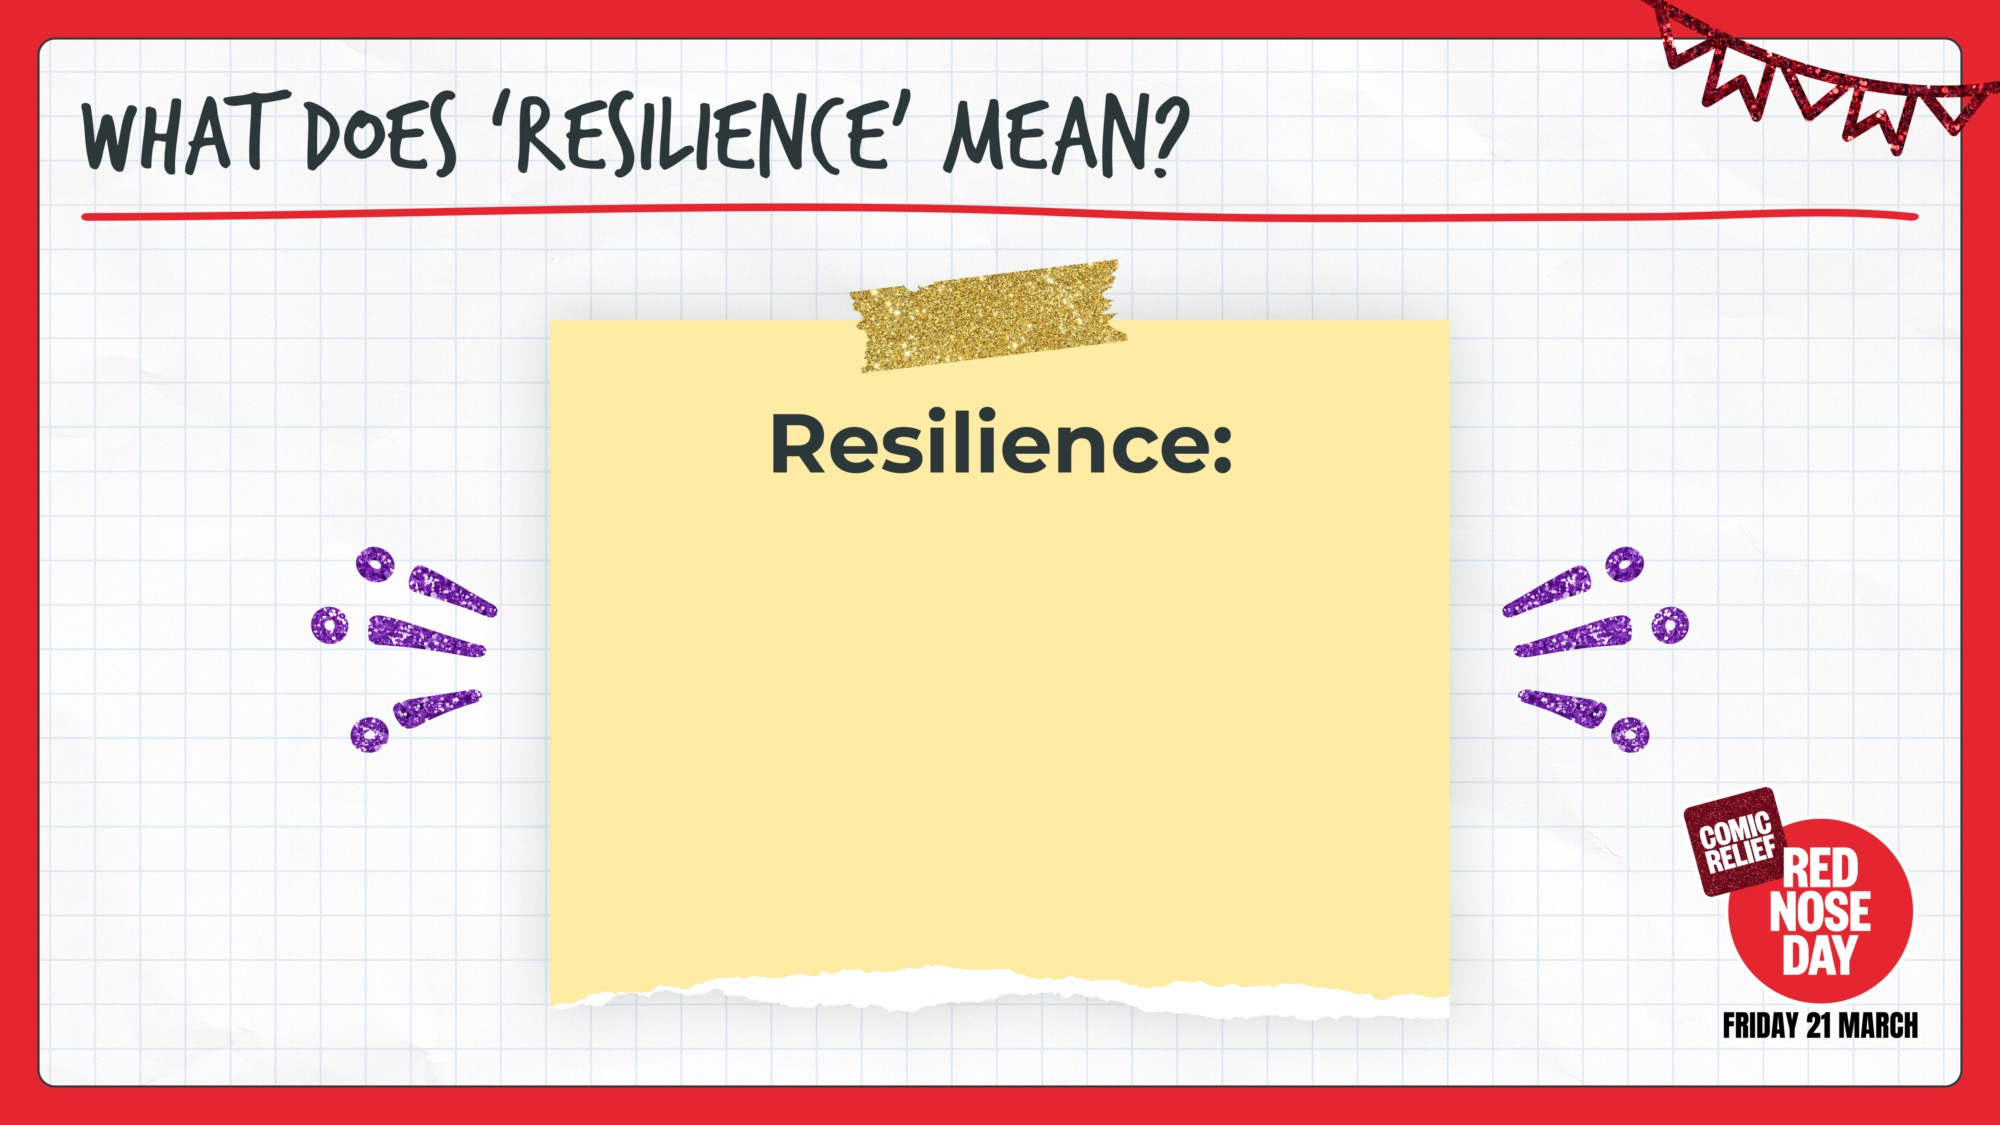 WHAT DOES ‘RESILIENCE’ MEAN?
Resilience:
COMIC
RELIEF
RED
NOSE
DAY
FRIDAY 21 MARCH